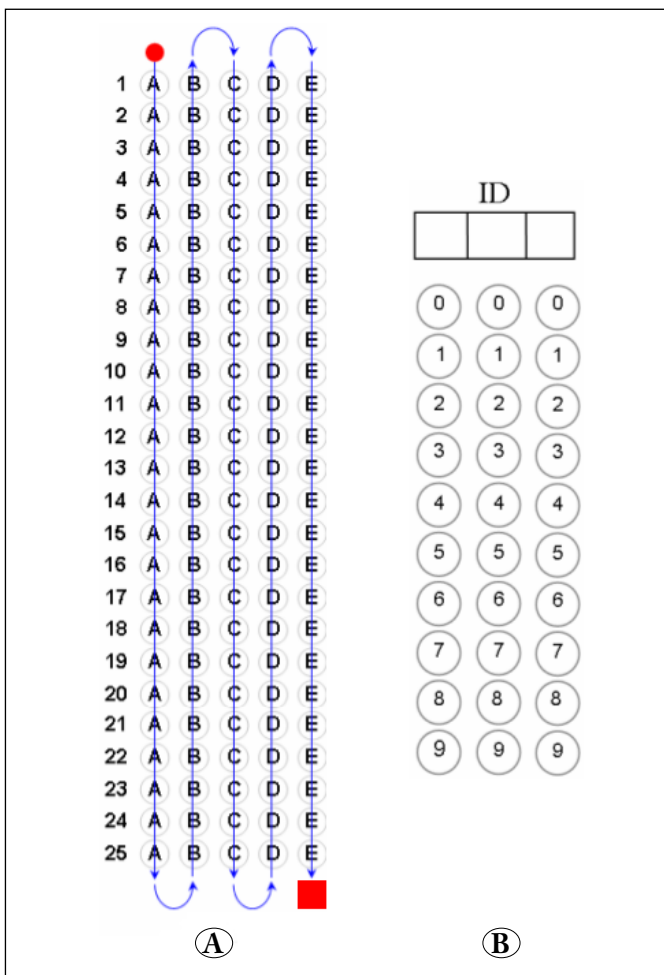 1 A B C D E
2 A B C D E
3 A B C D E
4 A B C D E
5 A B C D E
6 A B C D E
7 A B C D E
8 A B C D E
9 A B C D E
10 A B C D E
11 A B C D E
12 A B C D E
13 A B C D E
14 A B C D E
15 A B C D E
16 A B C D E
17 A B C D E
18 A B C D E
19 A B C D E
20 A B C D E
21 A B C D E
22 A B C D E
23 A B C D E
24 A B C D E
25 A B C D E
A
ID
0 0 0
1 1 1
2 2 2
3 3 3
4 4 4
5 5 5
6 6 6
7 7 7
8 8 8
9 9 9
B